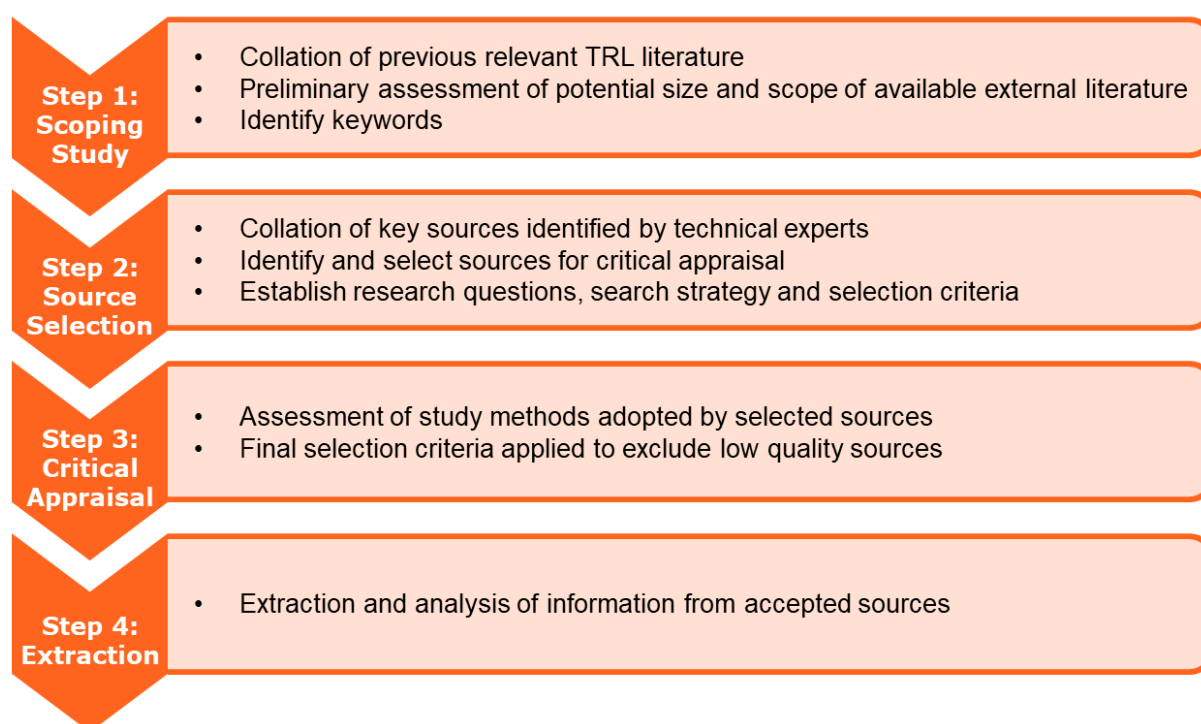 Step 1:
Scoping
Study
• Collation of previous relevant TRL literature
• Preliminary assessment of potential size and scope of available external literature
• Identify keywords
Step 2:
Source
Selection
• Collation of key sources identified by technical experts
• Identify and select sources for critical appraisal
• Establish research questions, search strategy and selection criteria
Step 3:
Critical
Appraisal
• Assessment of study methods adopted by selected sources
• Final selection criteria applied to exclude low quality sources
Step 4:
Extraction
• Extraction and analysis of information from accepted sources